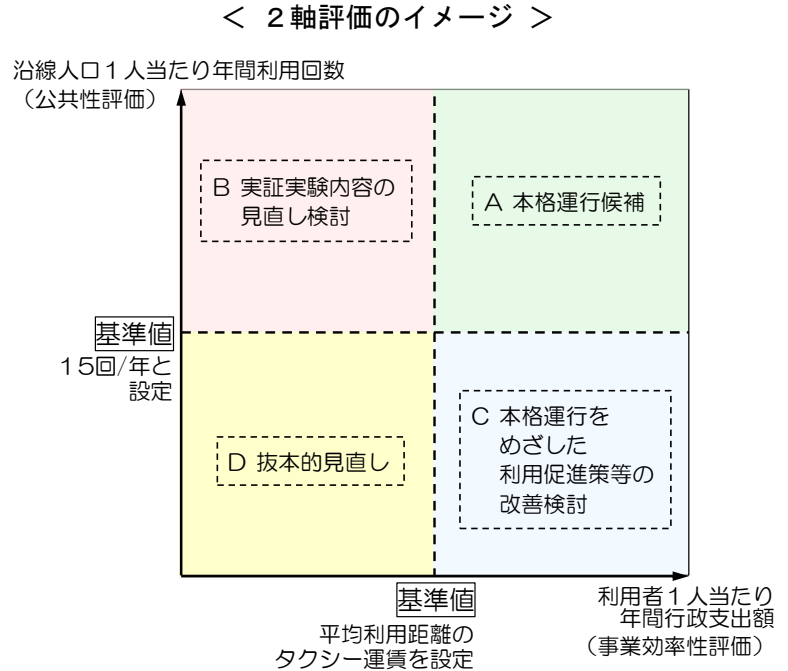 ＜ ２軸評価のイメージ ＞
沿線人口１人当たり年間利用回数
（公共性評価）
Ｂ 実証実験内容の
見直し検討
Ａ 本格運行候補
基準値
１５回/年と
設定
Ｄ 抜本的見直し
Ｃ 本格運行を
めざした
利用促進策等の
改善検討
基準値
平均利用距離の
タクシー運賃を設定
利用者１人当たり
年間行政支出額
（事業効率性評価）